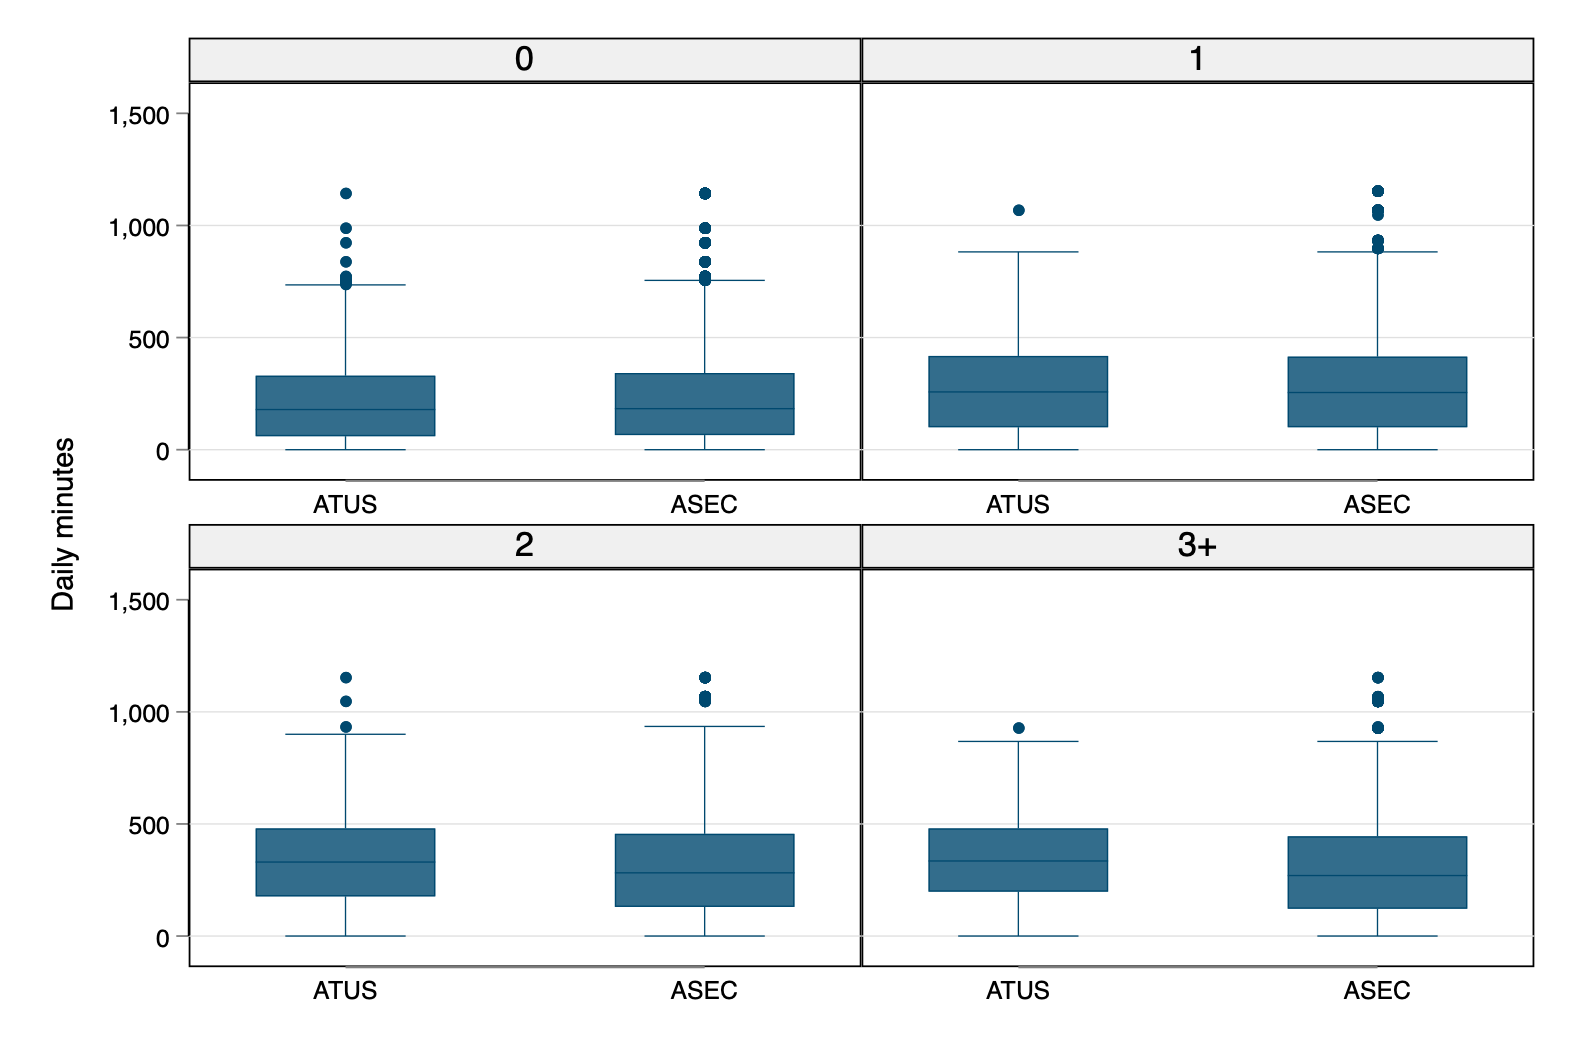 0
1
1,500
1,000
500
0
ATUS
ASEC
ATUS
ASEC
Daily minutes
2
3+
1,500
1,000
500
0
ATUS
ASEC
ATUS
ASEC